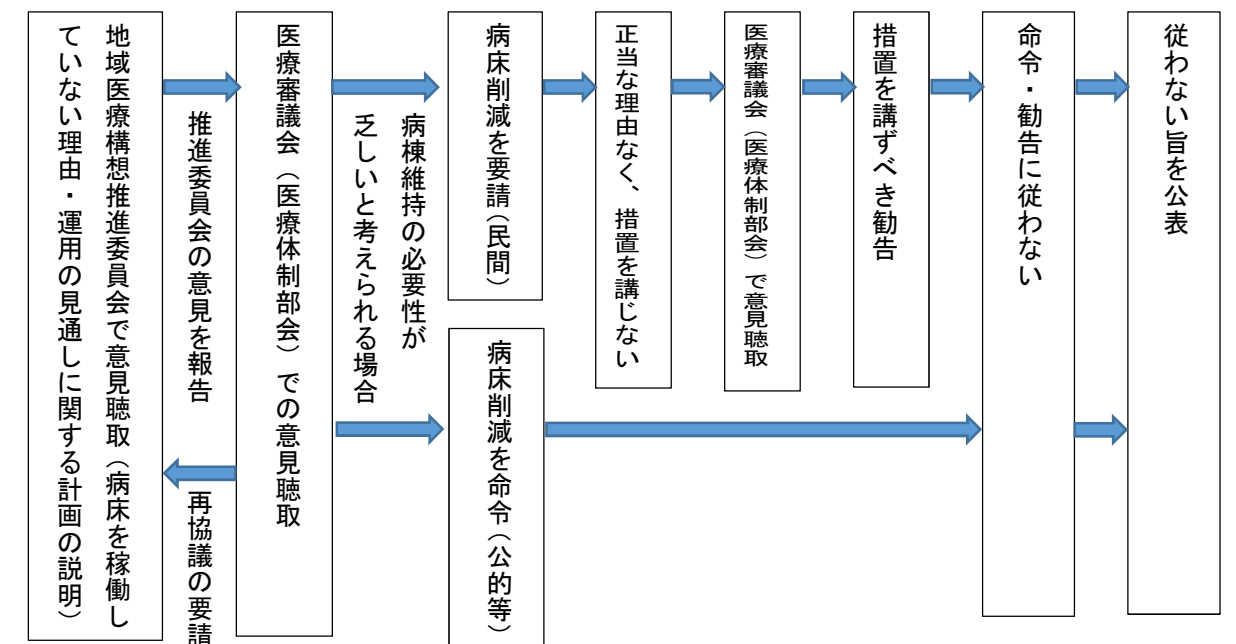 地域医療構想推進委員会で意見聴取（病床を稼働し
ていない理由・運用の見通しに関する計画の説明）
推進委員会の意見を報告
再協議の要請
医療審議会（医療体制部会）での意見聴取
病棟維持の必要性が
乏しいと考えられる場合
病床削減を要請（民間）
病床削減を命令（公的等）
正当な理由なく、措置を講じない
医療審議会（医療体制部会）で意見聴取
措置を講ずべき勧告
命令・勧告に従わない
従わない旨を公表